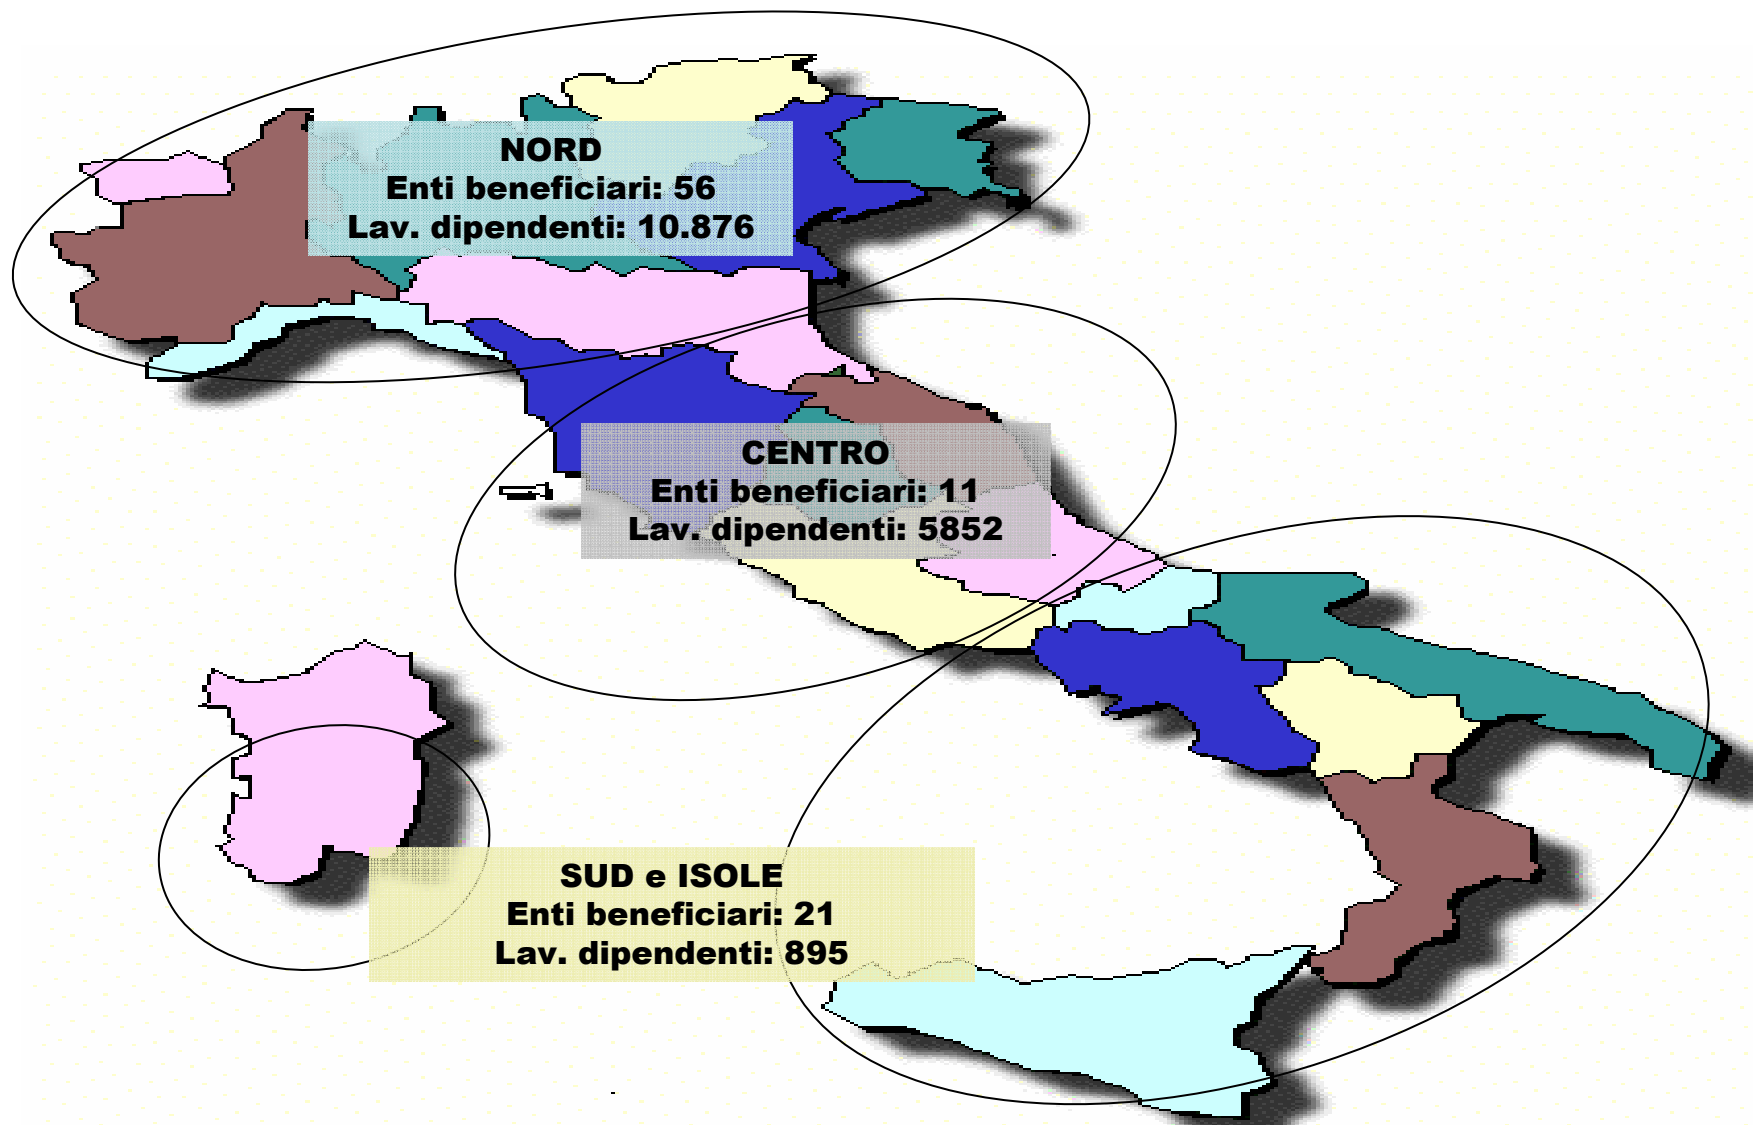 NORD
Enti beneficiari: 56
Lav. dipendenti: 10.876
CENTRO
Enti beneficiari: 11
Lav. dipendenti: 5852
SUD e ISOLE
Enti beneficiari: 21
Lav. dipendenti: 895